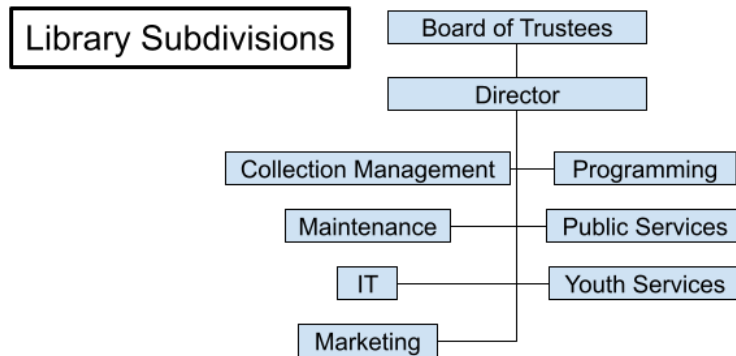 Library Subdivisions
Board of Trustees
Director
Collection Management
Programming
Maintenance
Public Services
IT
Youth Services
Marketing